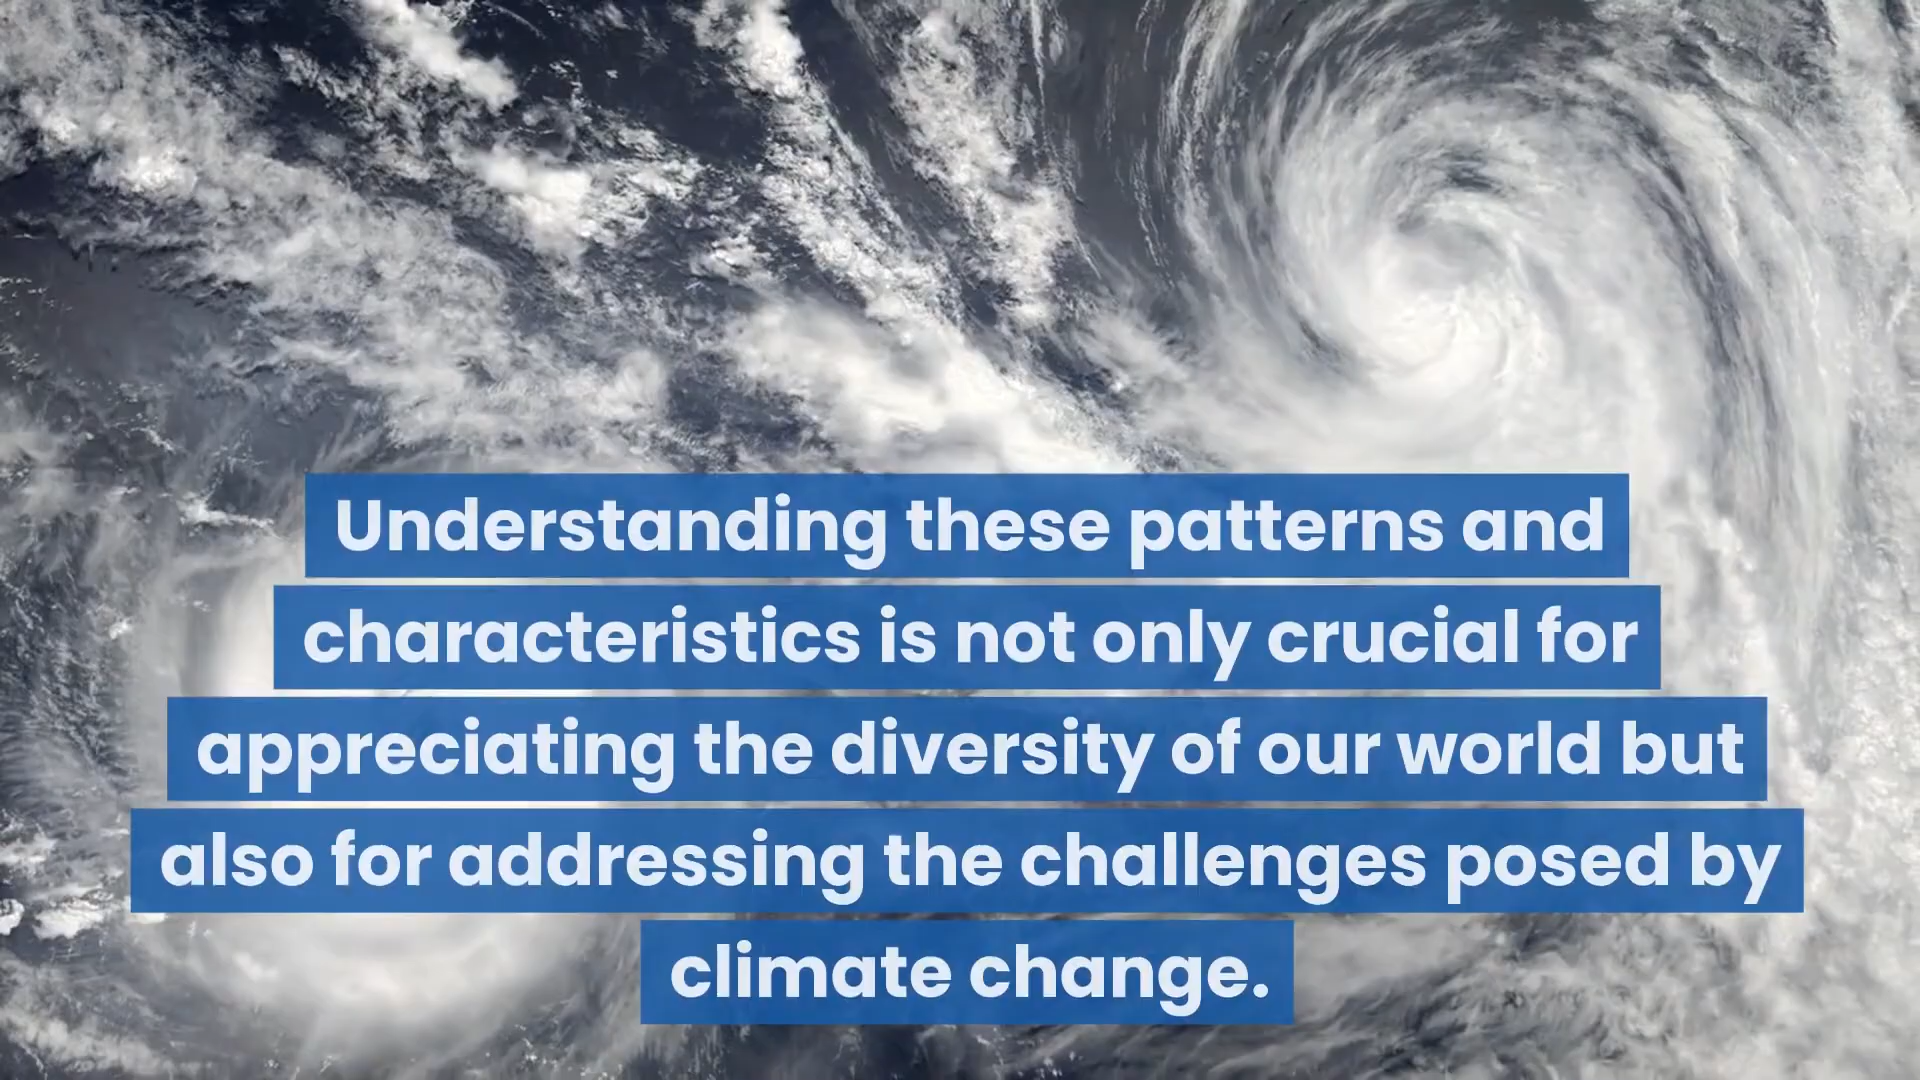 Understanding these patterns and
characteristics is not only crucial for
appreciating the diversity of our world but
also for addressing the challenges posed by
climate change.